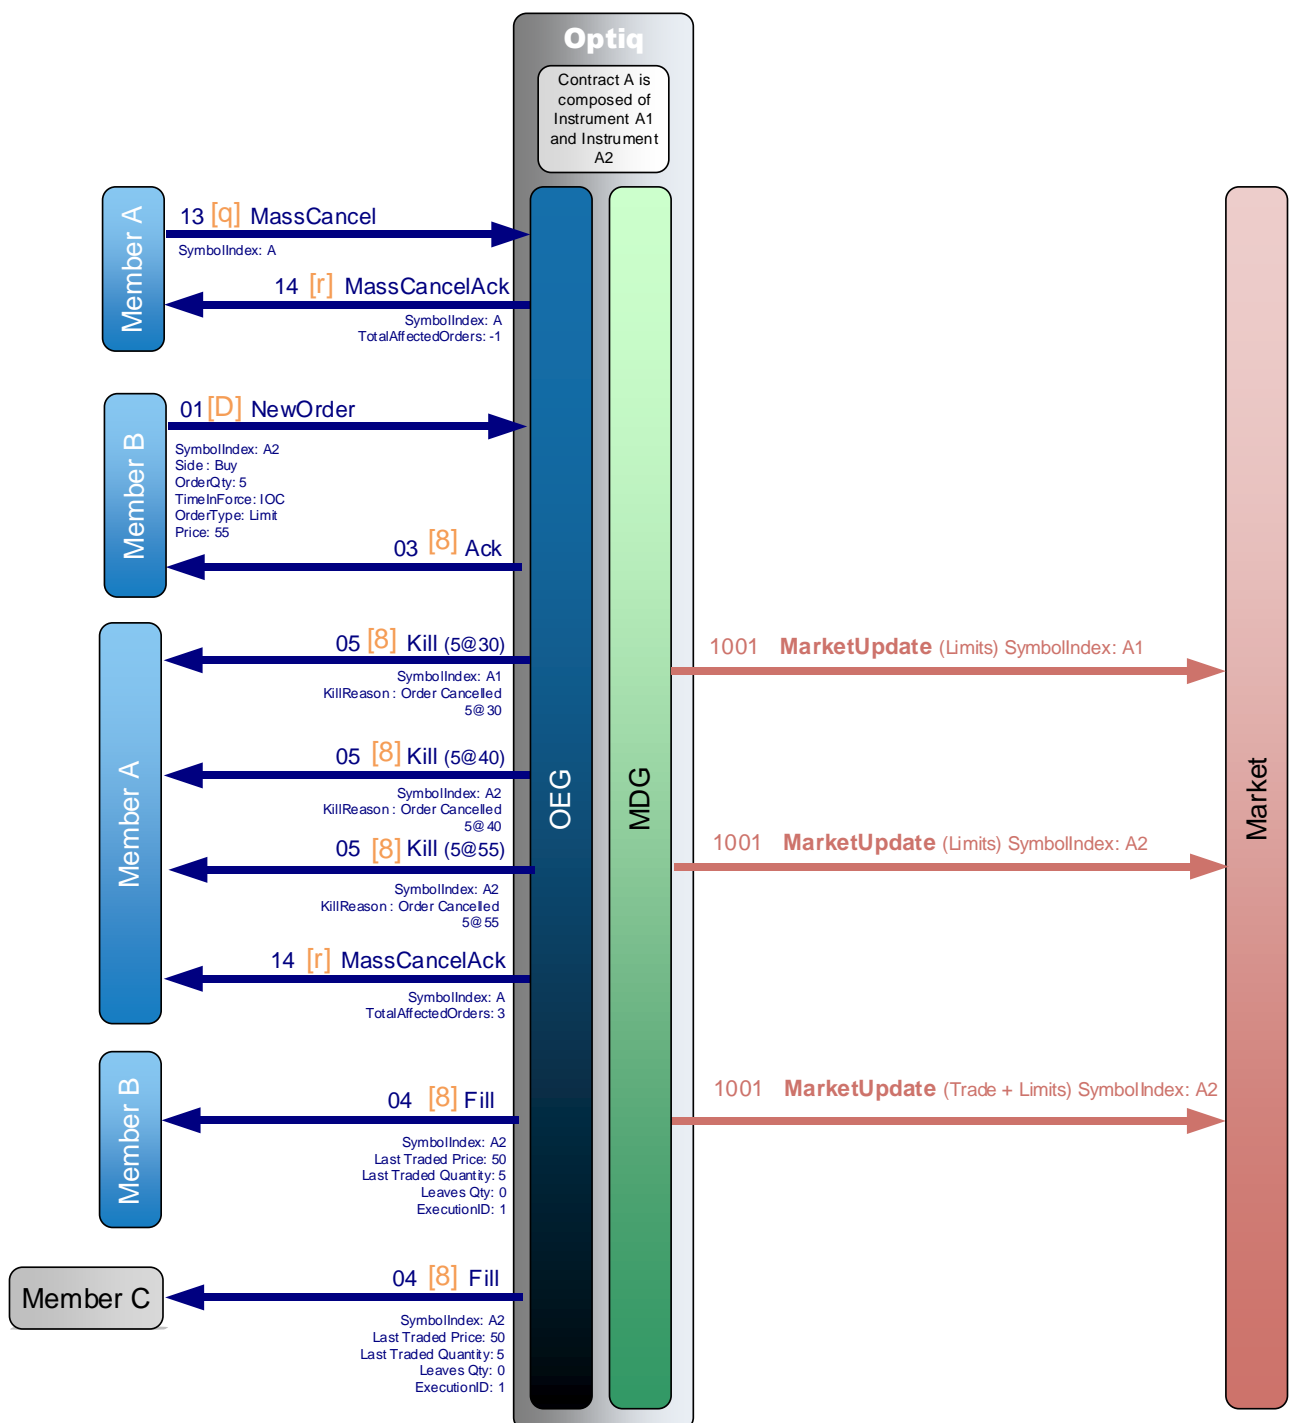 Optiq
Contract A is
composed of
Instrument A1
and Instrument
A2
Member A
13 [q] MassCancel
SymbolIndex: A
14 [r] MassCancelAck
SymbolIndex: A
TotalAffectedOrders: -1
Member B
01 [D] NewOrder
SymbolIndex: A2
Side : Buy
OrderQty: 5
TimeInForce: IOC
OrderType: Limit
Price: 55
03 [8] Ack
Member A
05 [8] Kill (5@30)
SymbolIndex: A1
KillReason : Order Cancelled
5@30
1001 MarketUpdate (Limits) SymbolIndex: A1
05 [8] Kill (5@40)
SymbolIndex: A2
KillReason : Order Cancelled
5@40
OEG
MDG
Market
05 [8] Kill (5@55)
SymbolIndex: A2
KillReason : Order Cancelled
5@55
1001 MarketUpdate (Limits) SymbolIndex: A2
14 [r] MassCancelAck
SymbolIndex: A
TotalAffectedOrders: 3
Member B
04 [8] Fill
SymbolIndex: A2
Last Traded Price: 50
Last Traded Quantity: 5
Leaves Qty: 0
ExecutionID: 1
1001 MarketUpdate (Trade + Limits) SymbolIndex: A2
Member C
04 [8] Fill
SymbolIndex: A2
Last Traded Price: 50
Last Traded Quantity: 5
Leaves Qty: 0
ExecutionID: 1